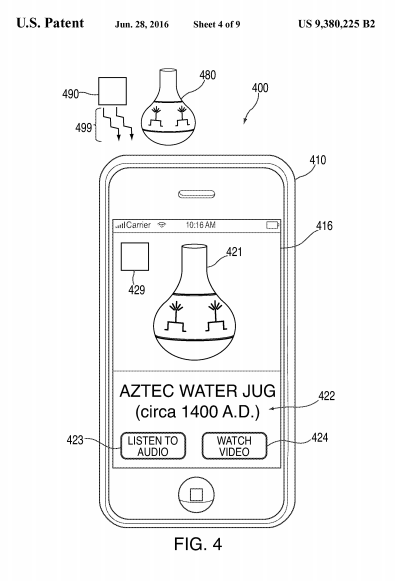 U.S. Patent Jun. 28, 2016 Sheet 4 of 9 US 9,380,225 B2
490
480
400
499
410
Carrier 10:16 AM
416
421
429
AZTEC WATER JUG
(circa 1400 A.D.)
422
423
LISTEN TO
AUDIO
WATCH
VIDEO
424
FIG. 4